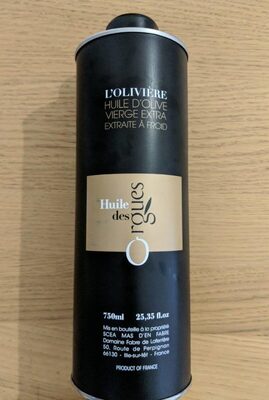 L'OLIVIÈRE
HUILE D'OLIVE
VIERGE EXTRA
EXTRAITE À FROID
Huile
des
Orgues
750ml 25,35 fl.oz
Mis en bouteille à la propriété
SCEA MAS D'EN FABRE
Domaine Fabre de Laferrière
50, Route de Perpignan
66130 - Ille-sur-têt - France
PRODUCT OF FRANCE